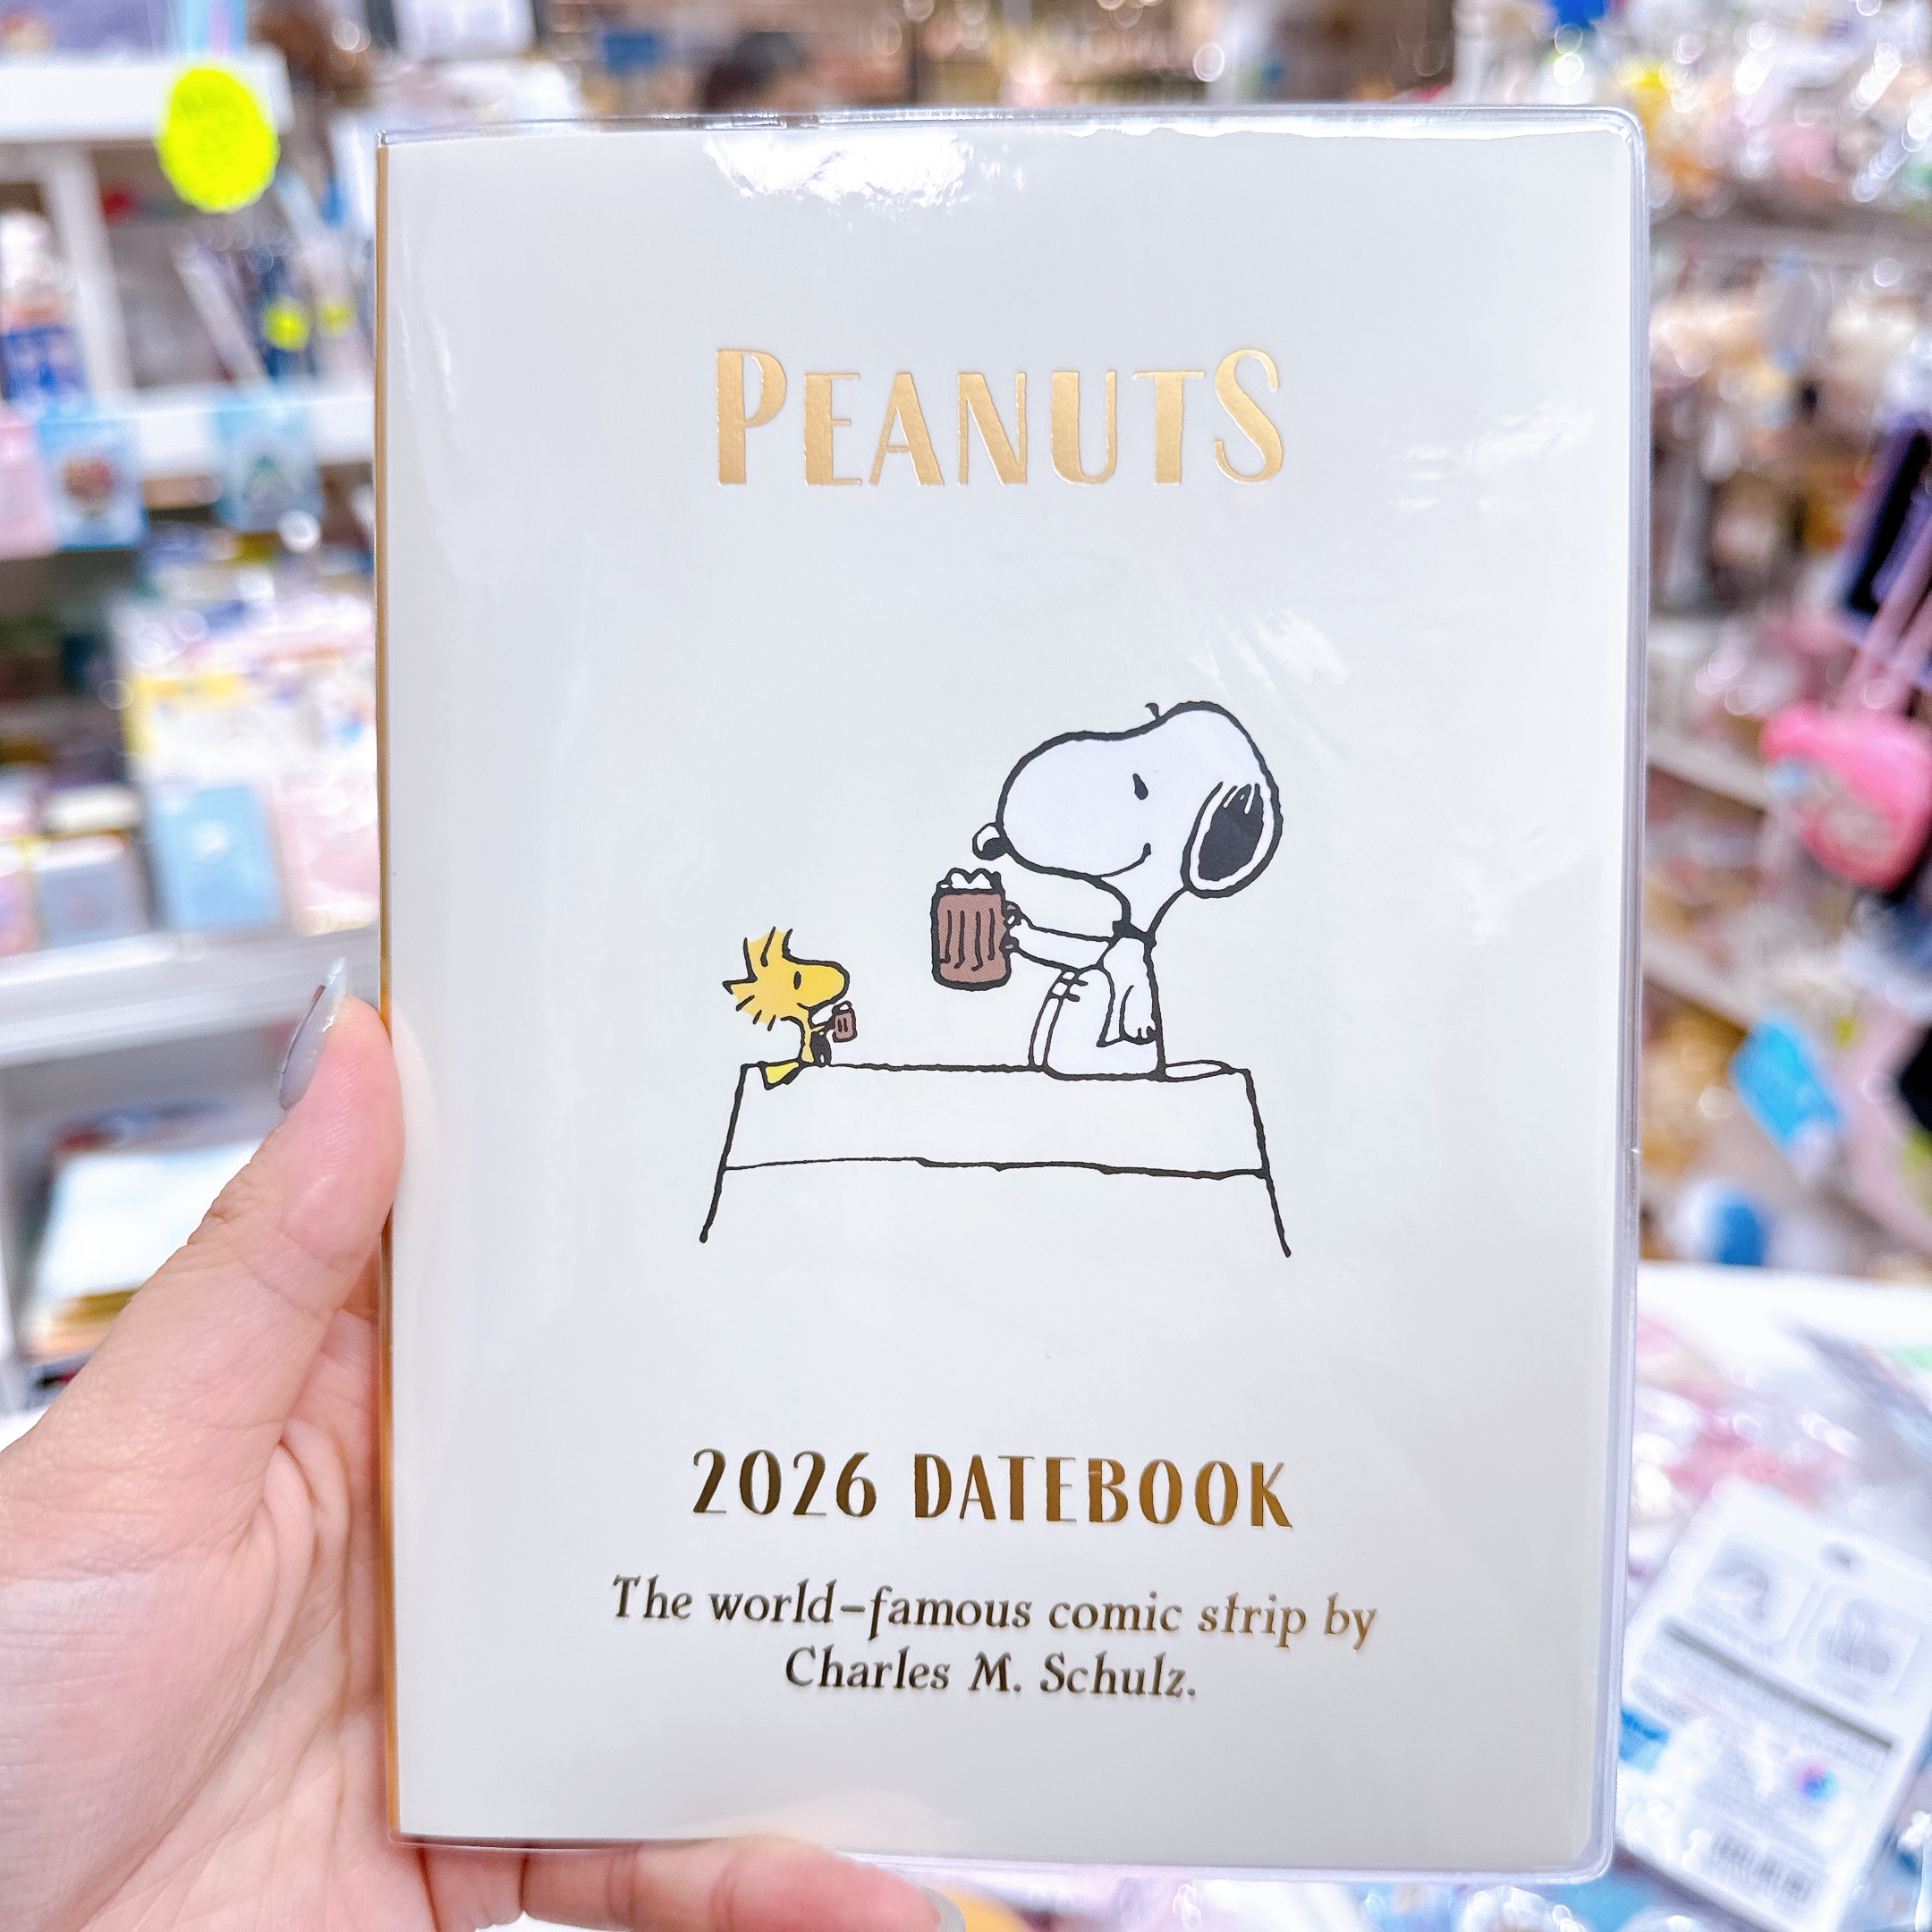 PEANUTS
2026 DATEBOOK
The world-famous comic strip by
Charles M. Schulz.